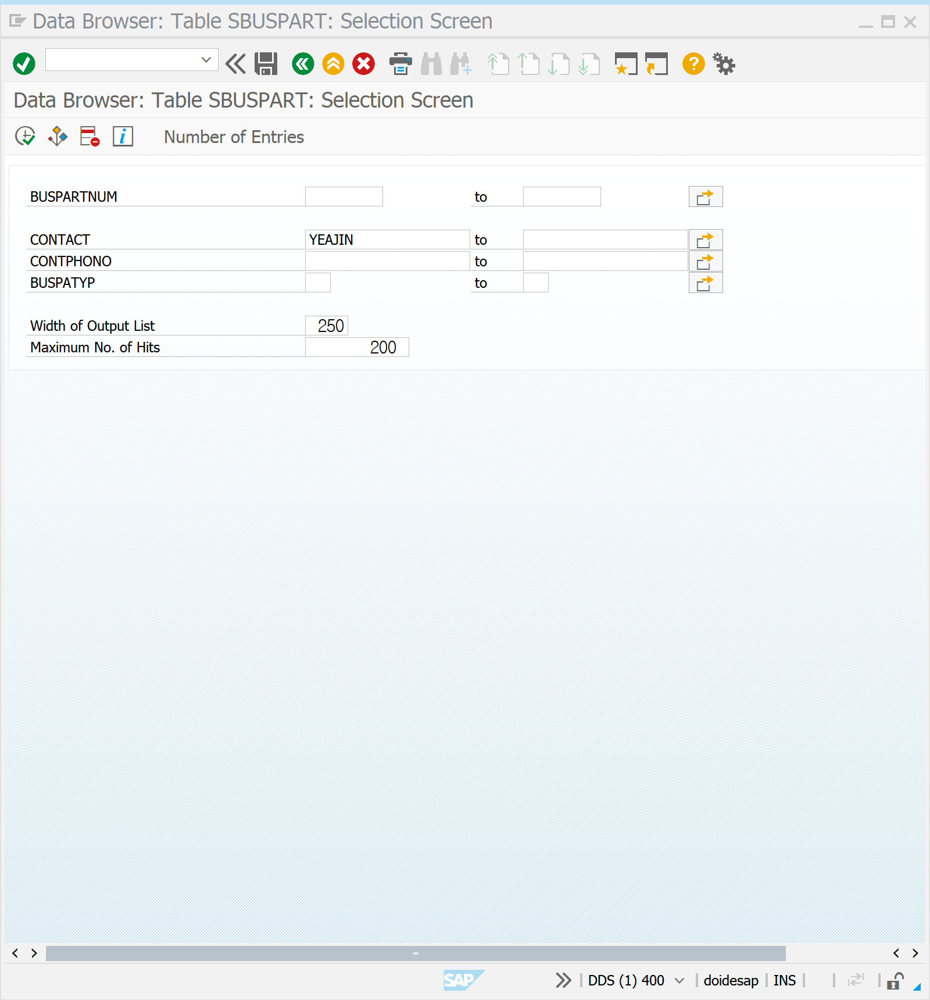 Data Browser: Table SBUSPART: Selection Screen
Data Browser: Table SBUSPART: Selection Screen
Number of Entries
BUSPARTNUM to
CONTACT YEAJIN to
CONTPHONO to
BUSPATYP to
Width of Output List 250
Maximum No. of Hits 200
SAP DDS (1) 400 doidesap INS